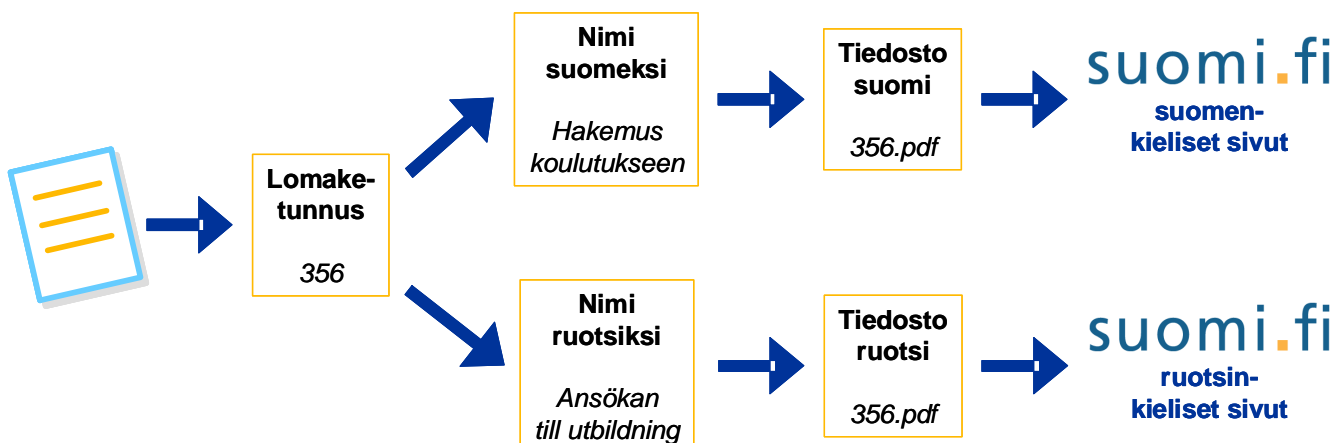 Lomake-
tunnus
356
Nimi
suomeksi
Hakemus
koulutukseen
Tiedosto
suomi
356.pdf
suomi.fi
suomen-
kieliset sivut
Nimi
ruotsiksi
Ansökan
till utbildning
Tiedosto
ruotsi
356.pdf
suomi.fi
ruotsin-
kieliset sivut